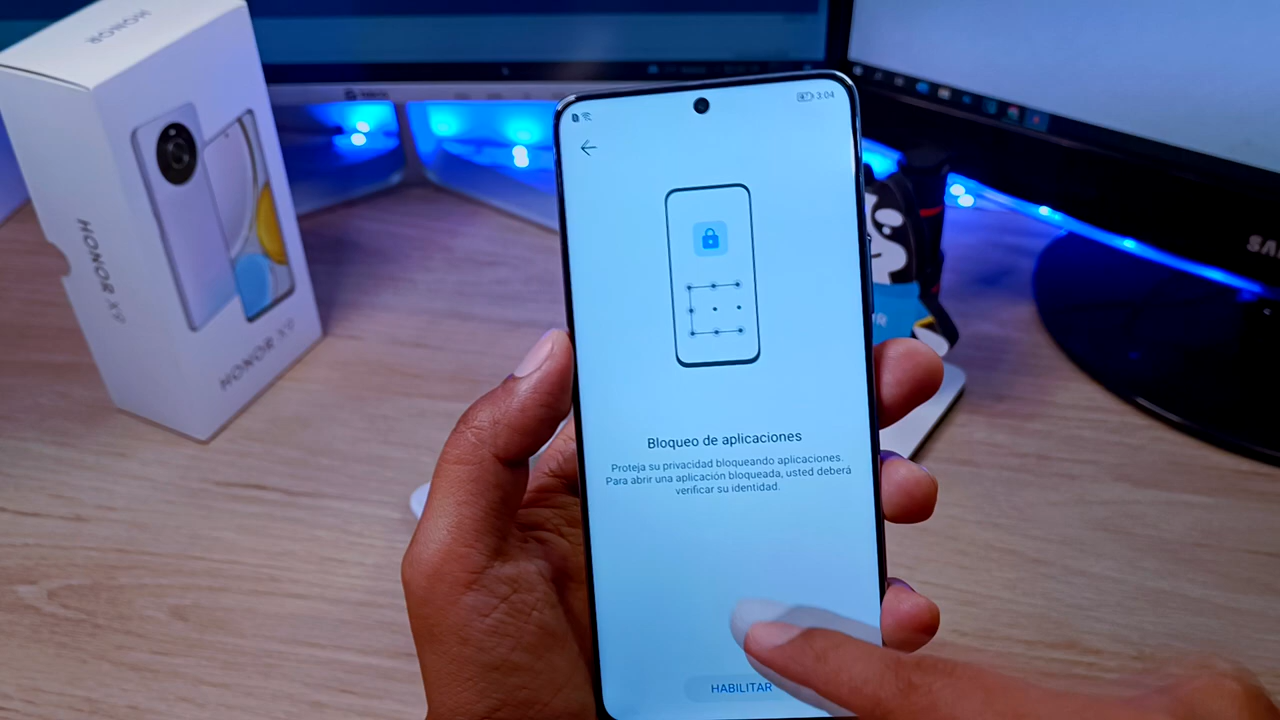 HONOR
HONOR X9
HONOR X9
3:04
Bloqueo de aplicaciones
Proteja su privacidad bloqueando aplicaciones.
Para abrir una aplicación bloqueada, usted deberá
verificar su identidad.
HABILITAR